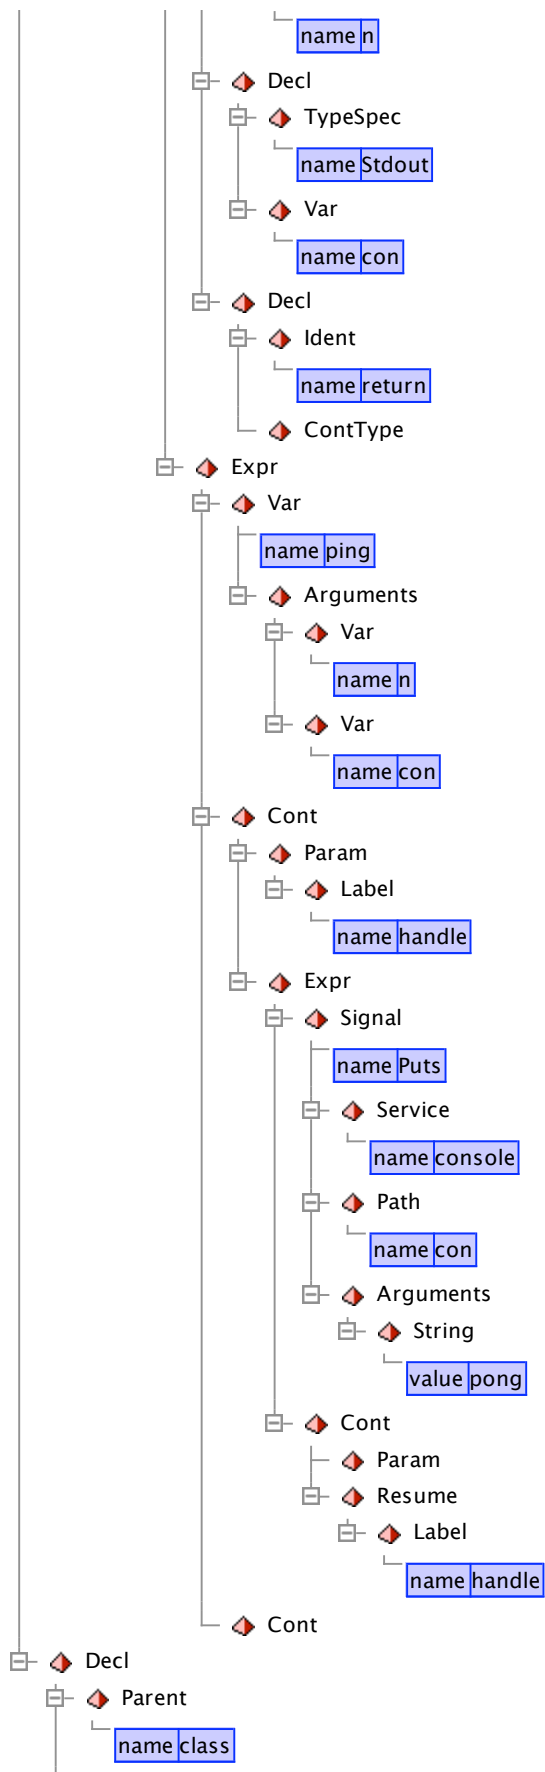 name n
Decl
TypeSpec
name Stdout
Var
name con
Decl
Ident
name return
ContType
Expr
Var
name ping
Arguments
Var
name n
Var
name con
Cont
Param
Label
name handle
Expr
Signal
name Puts
Service
name console
Path
name con
Arguments
String
value pong
Cont
Param
Resume
Label
name handle
Cont
Decl
Parent
name class